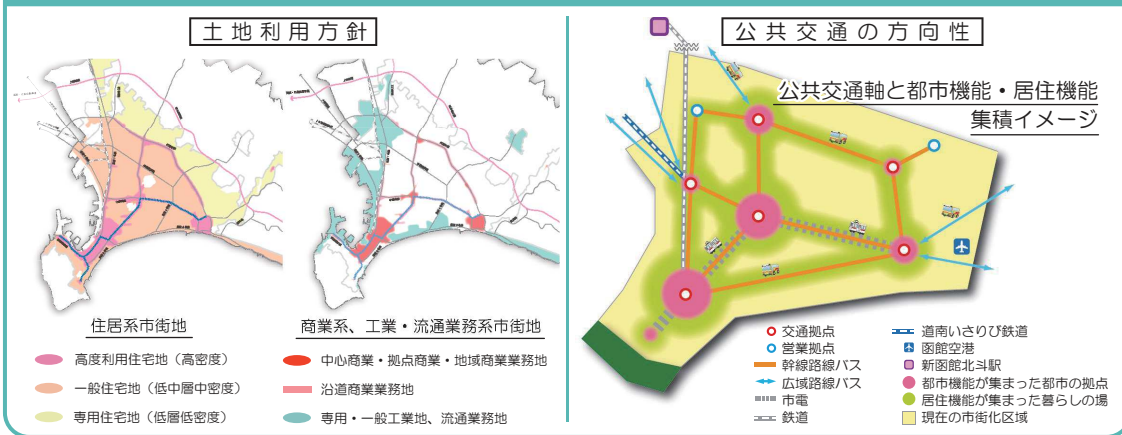 土地利用方針
住居系市街地
高度利用住宅地（高密度）
一般住宅地（低中層中密度）
専用住宅地（低層低密度）
商業系、工業・流通業務系市街地
中心商業・拠点商業・地域商業業務地
沿道商業業務地
専用・一般工業地、流通業務地
公共交通の方向性
公共交通軸と都市機能・居住機能
集積イメージ
交通拠点
営業拠点
幹線路線バス
広域路線バス
市電
鉄道
道南いさりび鉄道
函館空港
新函館北斗駅
都市機能が集まった都市の拠点
居住機能が集まった暮らしの場
現在の市街化区域